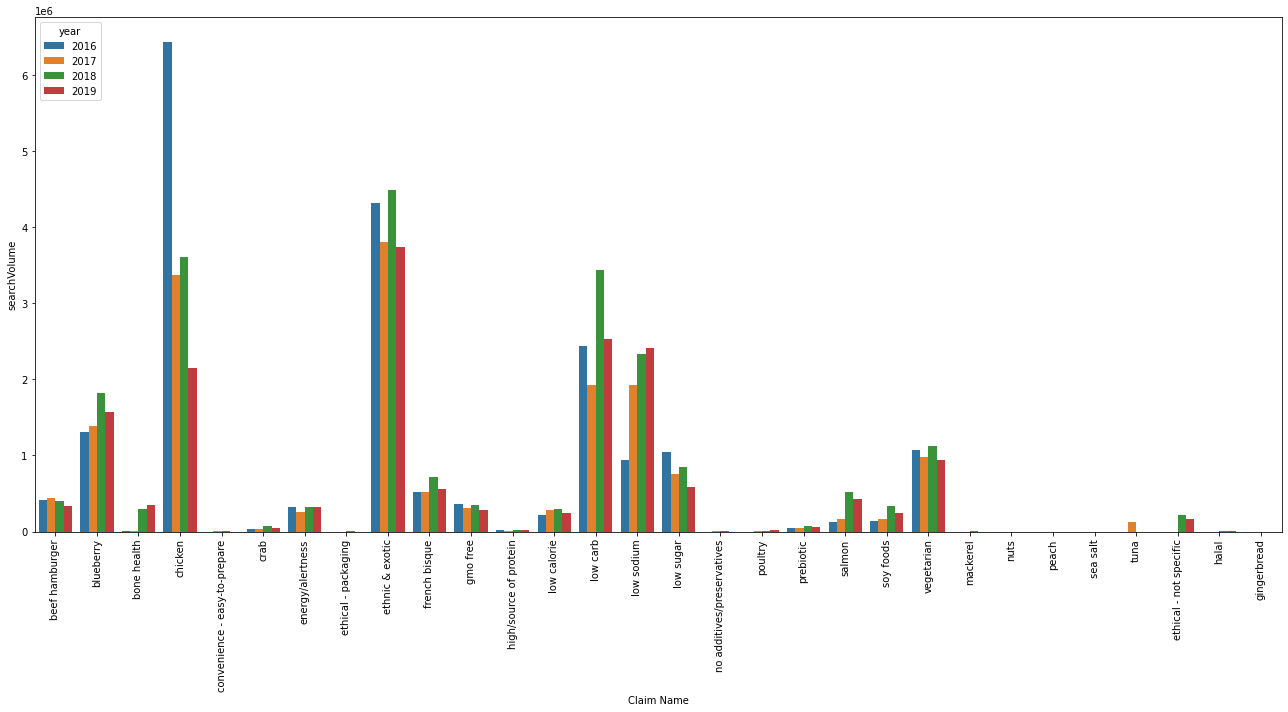 1e6
year
2016
2017
2018
2019
6
5
4
3
2
1
0
searchVolume
beef hamburger
blueberry
bone health
chicken
convenience - easy-to-prepare
crab
energy/alertness
ethical - packaging
ethnic & exotic
french bisque
gmo free
high/source of protein
low calorie
low carb
low sodium
low sugar
no additives/preservatives
poultry
prebiotic
salmon
soy foods
vegetarian
mackerel
nuts
peach
sea salt
tuna
ethical - not specific
halal
gingerbread
Claim Name